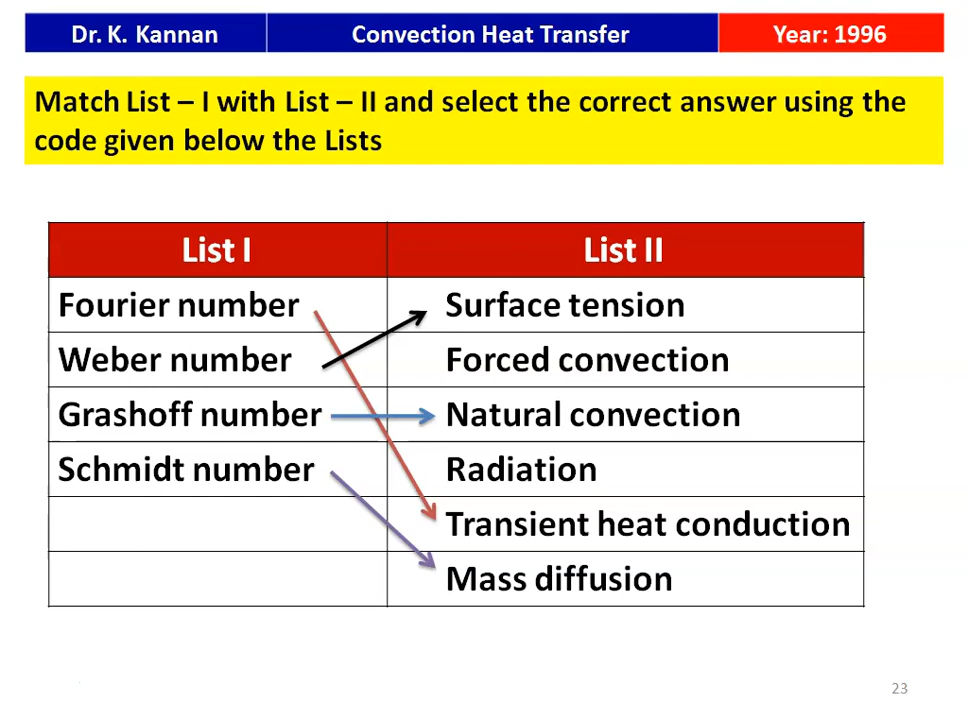 Dr. K. Kannan Convection Heat Transfer Year: 1996
Match List – I with List – II and select the correct answer using the
code given below the Lists
List I List II
Fourier number Surface tension
Weber number Forced convection
Grashoff number Natural convection
Schmidt number Radiation
Transient heat conduction
Mass diffusion
23